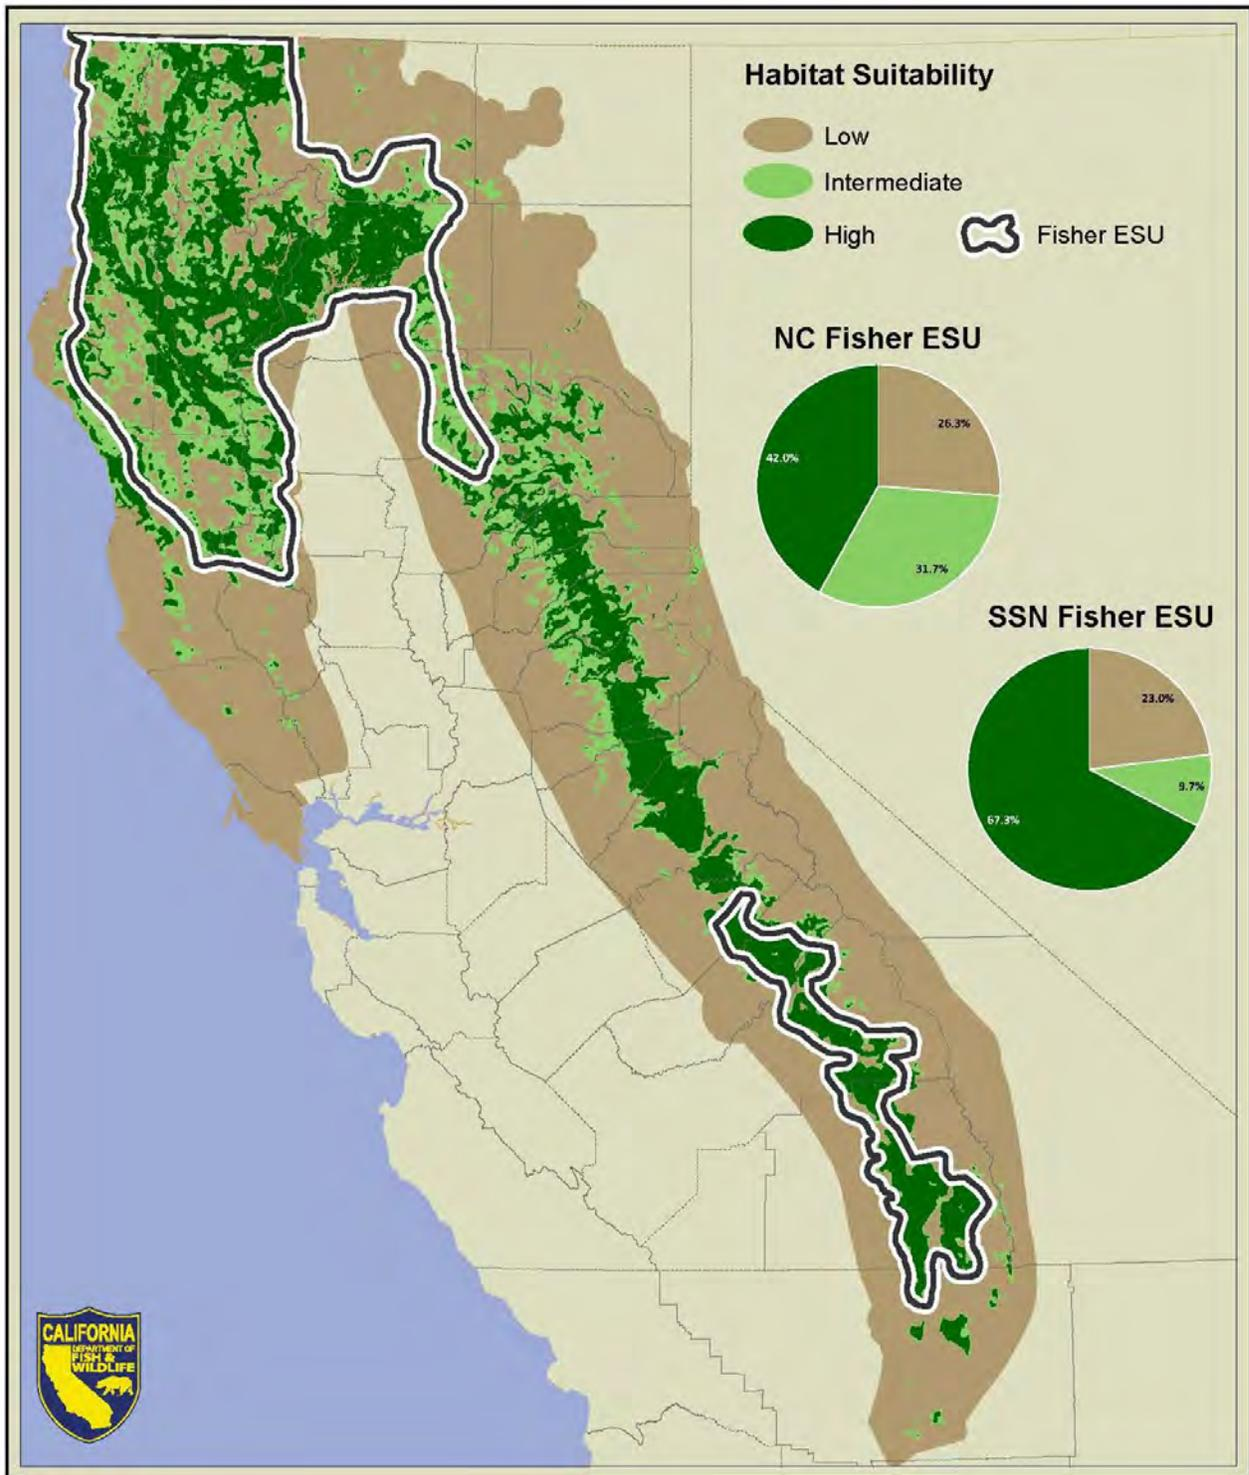 Habitat Suitability
Low
Intermediate
High
Fisher ESU
NC Fisher ESU
26.3%
42.0%
31.7%
SSN Fisher ESU
23.0%
9.7%
67.3%
CALIFORNIA
DEPARTMENT OF
FISH &
WILDLIFE